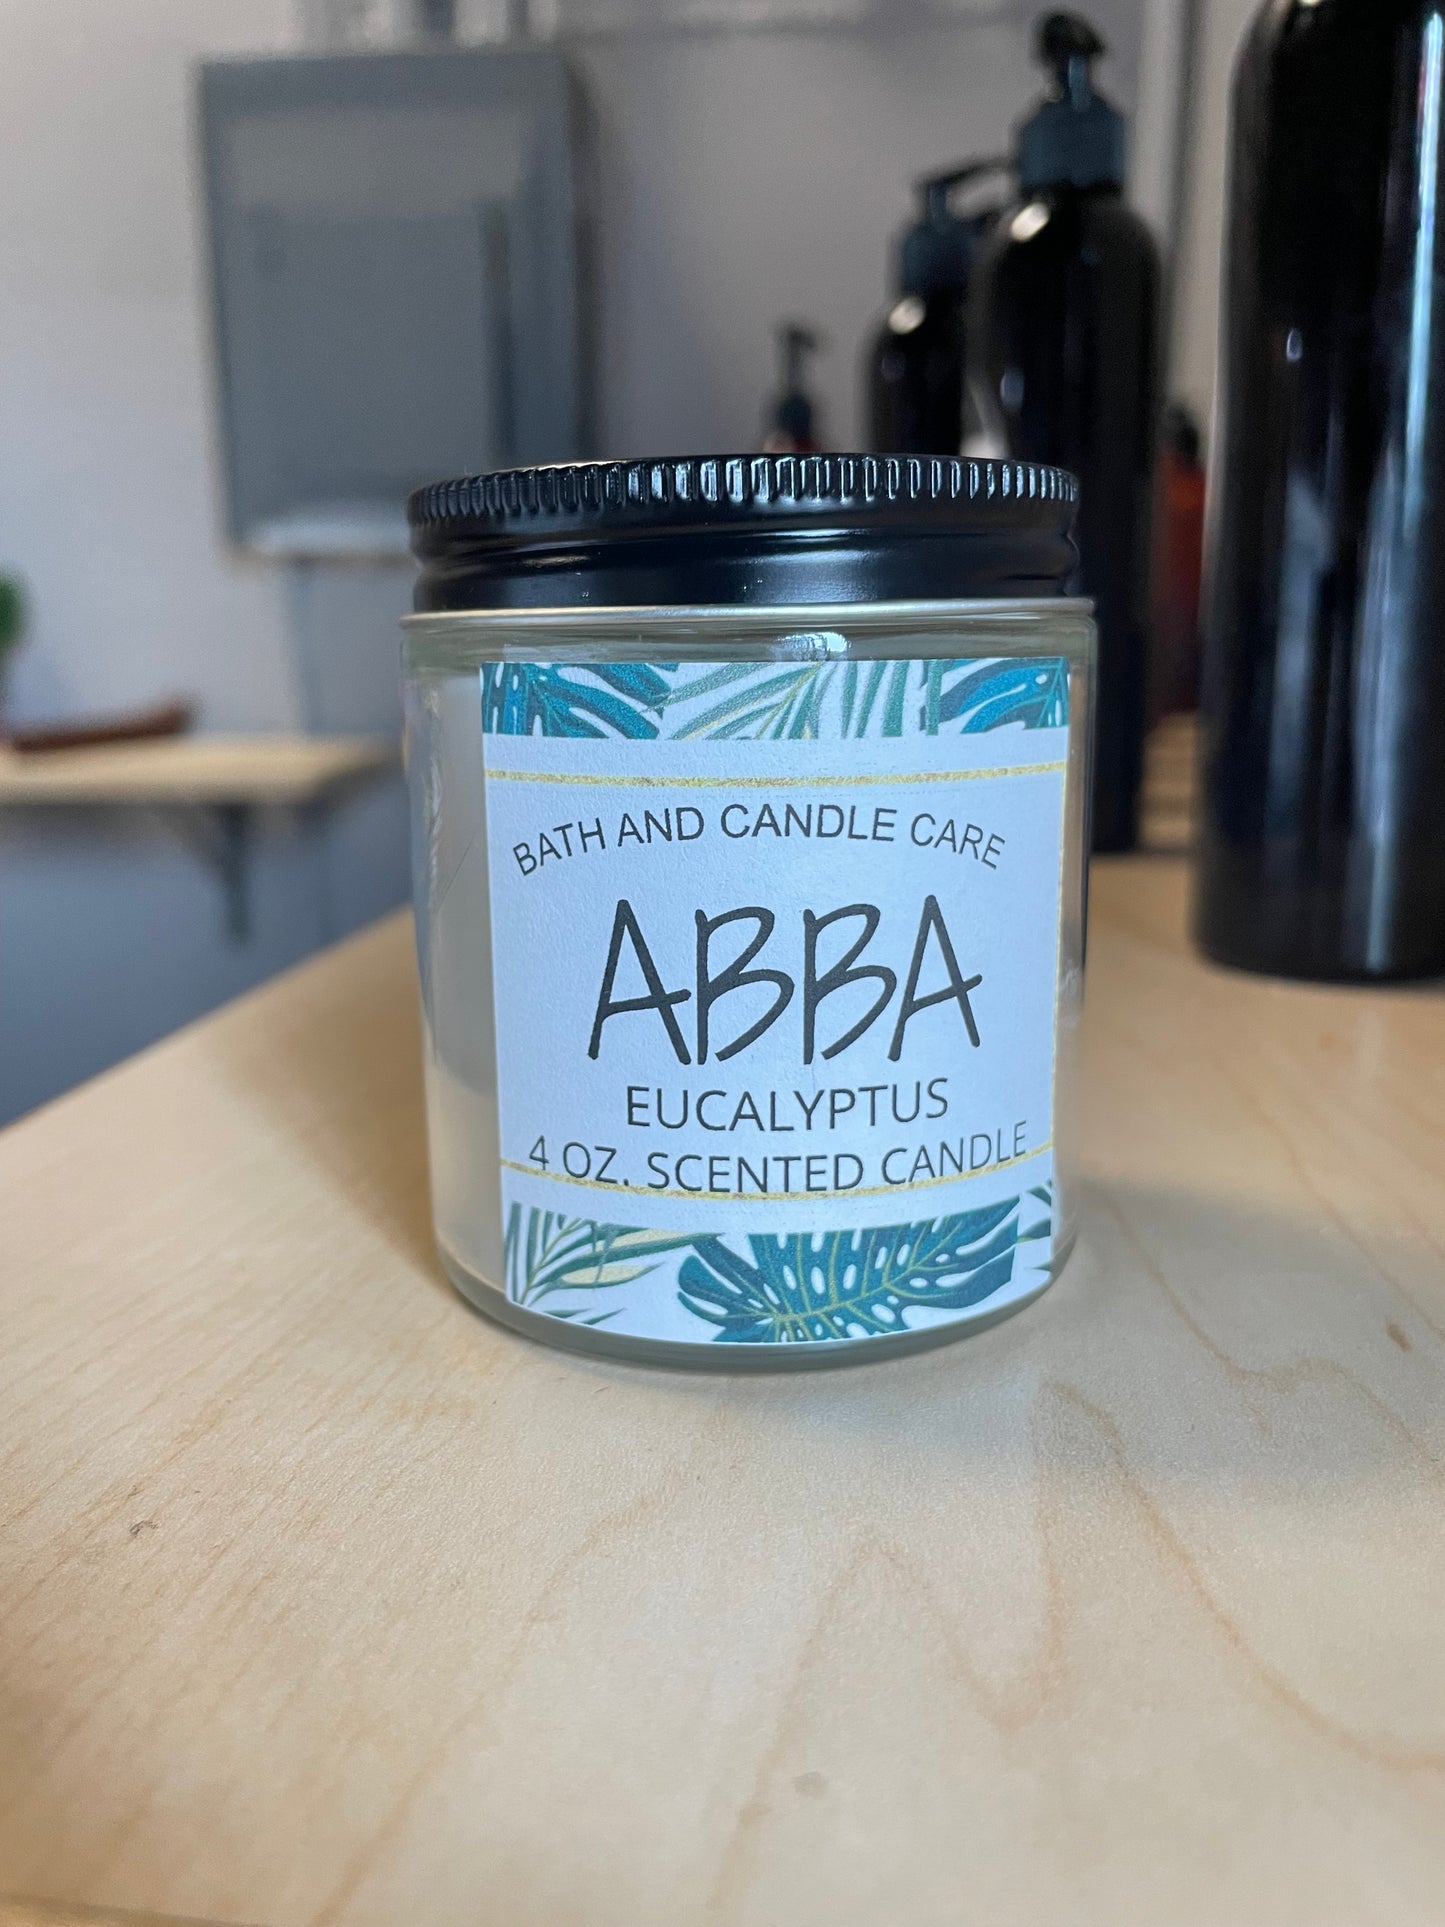 BATH AND CANDLE CARE
ABBA
EUCALYPTUS
4 OZ. SCENTED CANDLE